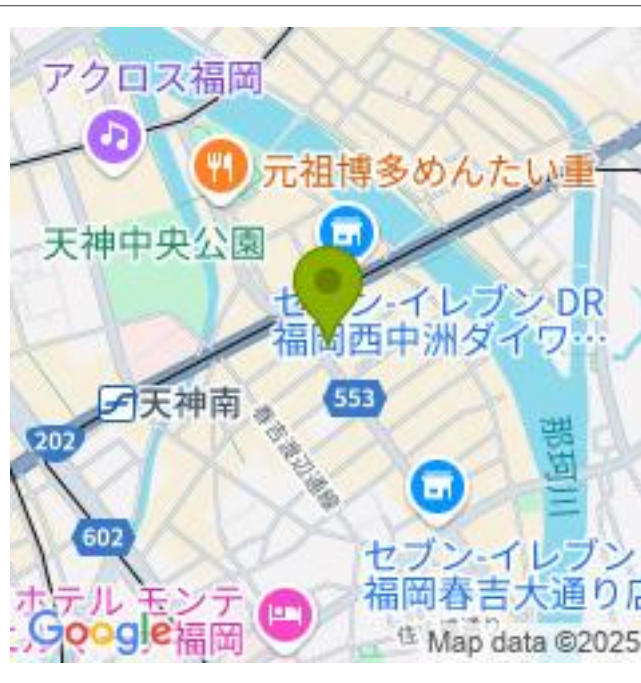 アクロス福岡
元祖博多めんたい重
天神中央公園
セブン-イレブン DR
福岡西中洲ダイワ…
天神南
553
春吉渡辺通線
202
那珂川
602
セブン-イレブン
福岡春吉大通り店
ホテル モンテ
福岡
Google
Map data ©2025